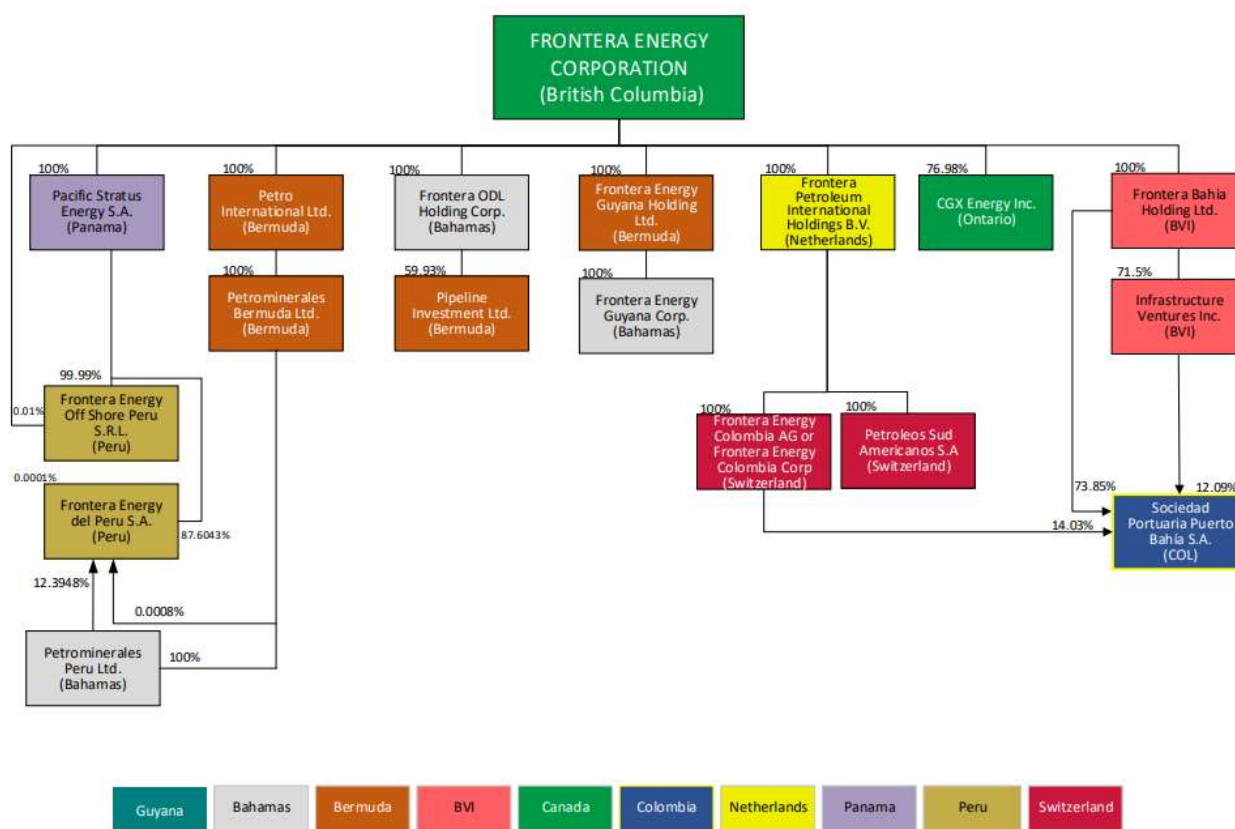 FRONTERA ENERGY
CORPORATION
(British Columbia)
100%
Pacific Stratus
Energy S.A.
(Panama)
100%
Petro
International Ltd.
(Bermuda)
100%
Frontera ODL
Holding Corp.
(Bahamas)
100%
Frontera Energy
Guyana Holding
Ltd.
(Bermuda)
100%
Frontera
Petroleum
International
Holdings B.V.
(Netherlands)
76.98%
CGX Energy Inc.
(Ontario)
100%
Frontera Bahia
Holding Ltd.
(BVI)
100%
Petrominerales
Bermuda Ltd.
(Bermuda)
59.93%
Pipeline
Investment Ltd.
(Bermuda)
100%
Frontera Energy
Guyana Corp.
(Bahamas)
71.5%
Infrastructure
Ventures Inc.
(BVI)
99.99%
0.01%
Frontera Energy
Off Shore Peru
S.R.L.
(Peru)
100%
Frontera Energy
Colombia AG or
Frontera Energy
Colombia Corp
(Switzerland)
100%
Petroleos Sud
Americanos S.A
(Switzerland)
0.0001%
Frontera Energy
del Peru S.A.
(Peru)
87.6043%
73.85%
12.09%
14.03%
Sociedad
Portuaria Puerto
Bahía S.A.
(COL)
12.3948%
0.0008%
Petrominerales
Peru Ltd.
(Bahamas)
100%
Guyana
Bahamas
Bermuda
BVI
Canada
Colombia
Netherlands
Panama
Peru
Switzerland